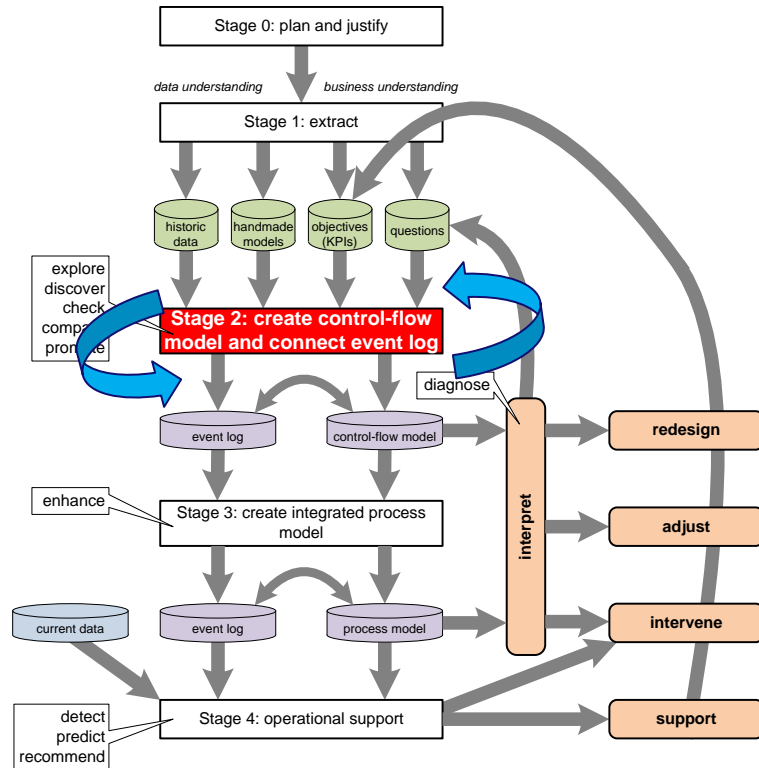 Stage 0: plan and justify
data understanding
business understanding
Stage 1: extract
historic
data
handmade
models
objectives
(KPIs)
questions
explore
discover
check
compa
promote
Stage 2: create control-flow
model and connect event log
diagnose
event log
control-flow model
redesign
enhance
Stage 3: create integrated process
model
interpret
adjust
current data
event log
process model
intervene
detect
predict
recommend
Stage 4: operational support
support